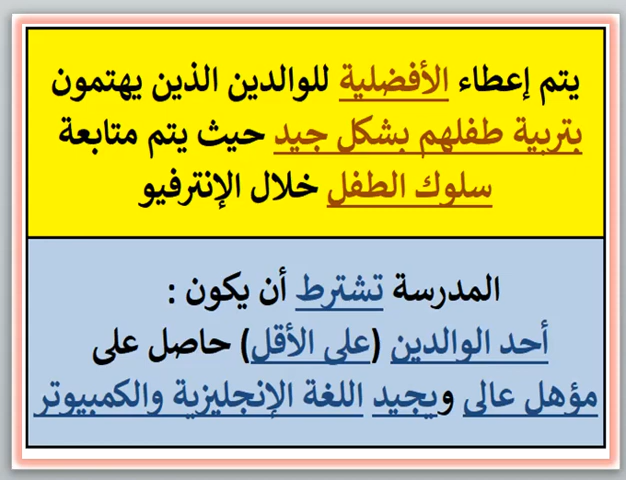 يتم إعطاء الأفضلية للوالدين الذين يهتمون
بتربية طفلهم بشكل جيد حيث يتم متابعة
سلوك الطفل خلال الإنترفيو
المدرسة تشترط أن يكون :
أحد الوالدين (على الأقل) حاصل على
مؤهل عالى ويجيد اللغة الإنجليزية والكمبيوتر